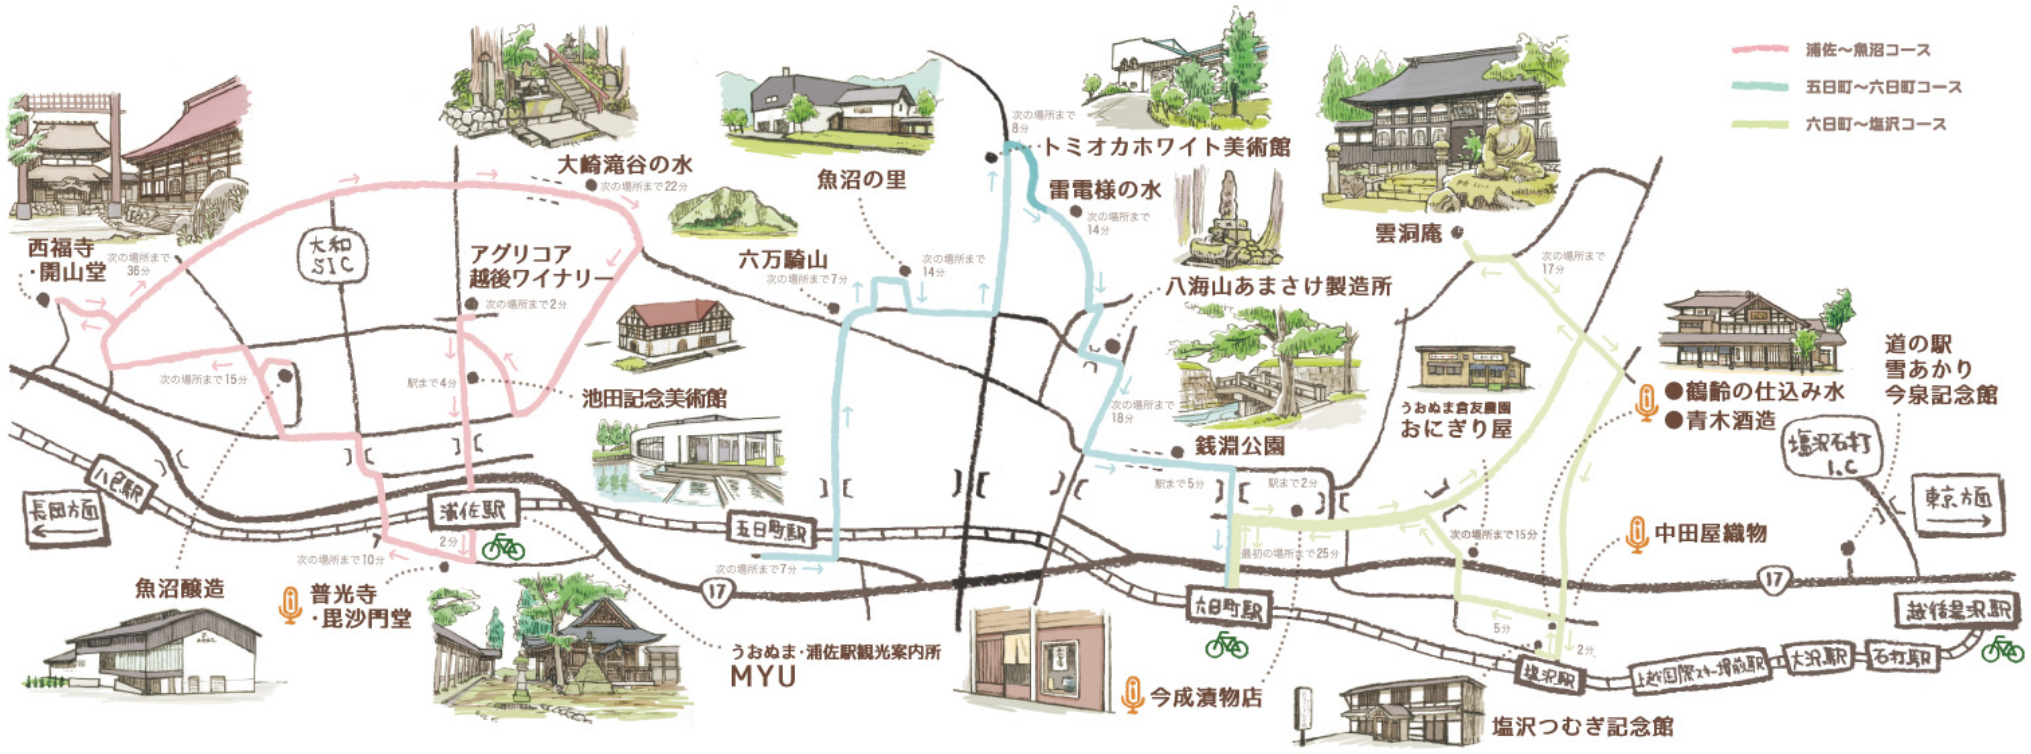 浦佐〜魚沼コース
五日町〜六日町コース
六日町〜塩沢コース
西福寺
・開山堂
次の場所まで
36分
大和
SIC
大崎滝谷の水
次の場所まで22分
アグリコア
越後ワイナリー
次の場所まで2分
池田記念美術館
駅まで4分
次の場所まで15分
魚沼醸造
八色駅
長岡方面
浦佐駅
2分
次の場所まで10分
普光寺
・毘沙門堂
うおぬま・浦佐駅観光案内所
MYU
六万騎山
次の場所まで7分
魚沼の里
次の場所まで
14分
次の場所まで
8分
トミオカホワイト美術館
雷電様の水
次の場所まで
14分
八海山あまさけ製造所
次の場所まで
18分
銭淵公園
駅まで5分
五日町駅
次の場所まで7分
17
六日町駅
駅まで2分
最初の場所まで25分
今成漬物店
雲洞庵
次の場所まで
17分
うおぬま倉友農園
おにぎり屋
次の場所まで15分
●鶴齢の仕込み水
●青木酒造
中田屋織物
5分
2分
塩沢駅
塩沢つむぎ記念館
道の駅
雪あかり
今泉記念館
塩沢石打
I.C
東京方面
17
上越国際スキー場前駅
大沢駅
石打駅
越後湯沢駅